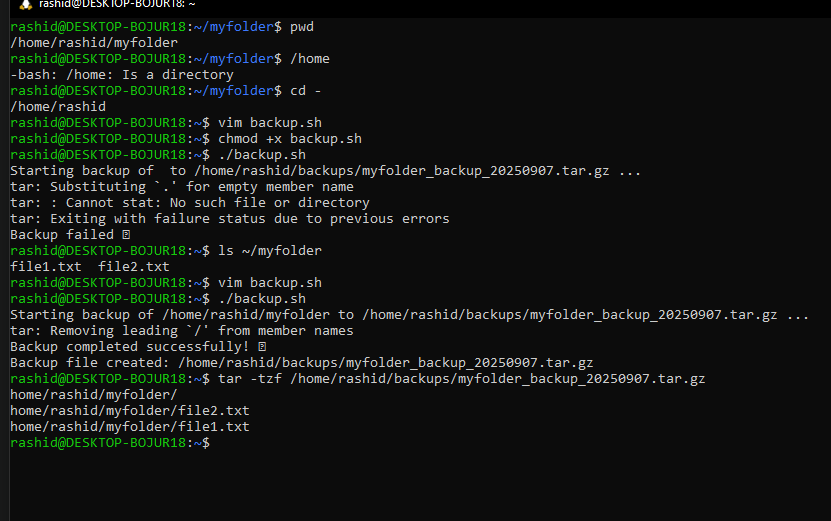 rashid@DESKTOP-BOJUR18: ~
rashid@DESKTOP-BOJUR18:~/myfolder$ pwd
/home/rashid/myfolder
rashid@DESKTOP-BOJUR18:~/myfolder$ /home
-bash: /home: Is a directory
rashid@DESKTOP-BOJUR18:~/myfolder$ cd -
/home/rashid
rashid@DESKTOP-BOJUR18:~$ vim backup.sh
rashid@DESKTOP-BOJUR18:~$ chmod +x backup.sh
rashid@DESKTOP-BOJUR18:~$ ./backup.sh
Starting backup of  to /home/rashid/backups/myfolder_backup_20250907.tar.gz ...
tar: Substituting `.' for empty member name
tar: : Cannot stat: No such file or directory
tar: Exiting with failure status due to previous errors
Backup failed
rashid@DESKTOP-BOJUR18:~$ ls ~/myfolder
file1.txt  file2.txt
rashid@DESKTOP-BOJUR18:~$ vim backup.sh
rashid@DESKTOP-BOJUR18:~$ ./backup.sh
Starting backup of /home/rashid/myfolder to /home/rashid/backups/myfolder_backup_20250907.tar.gz ...
tar: Removing leading `/' from member names
Backup completed successfully!
Backup file created: /home/rashid/backups/myfolder_backup_20250907.tar.gz
rashid@DESKTOP-BOJUR18:~$ tar -tzf /home/rashid/backups/myfolder_backup_20250907.tar.gz
home/rashid/myfolder/
home/rashid/myfolder/file2.txt
home/rashid/myfolder/file1.txt
rashid@DESKTOP-BOJUR18:~$